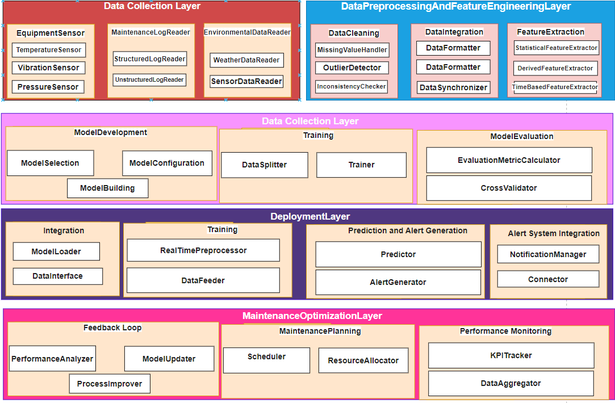 Data Collection Layer
EquipmentSensor
TemperatureSensor
VibrationSensor
PressureSensor
MaintenanceLogReader
StructuredLogReader
UnstructuredLogReader
EnvironmentalDataReader
WeatherDataReader
SensorDataReader
DataPreprocessingAndFeatureEngineeringLayer
DataCleaning
MissingValueHandler
OutlierDetector
InconsistencyChecker
DataIntegration
DataFormatter
DataFormatter
DataSynchronizer
FeatureExtraction
StatisticalFeatureExtractor
DerivedFeatureExtractor
TimeBasedFeatureExtractor
Data Collection Layer
ModelDevelopment
ModelSelection
ModelConfiguration
ModelBuilding
Training
DataSplitter
Trainer
ModelEvaluation
EvaluationMetricCalculator
CrossValidator
DeploymentLayer
Integration
ModelLoader
DataInterface
Training
RealTimePreprocessor
DataFeeder
Prediction and Alert Generation
Predictor
AlertGenerator
Alert System Integration
NotificationManager
Connector
MaintenanceOptimizationLayer
Feedback Loop
PerformanceAnalyzer
ModelUpdater
ProcessImprover
MaintenancePlanning
Scheduler
ResourceAllocator
Performance Monitoring
KPITracker
DataAggregator